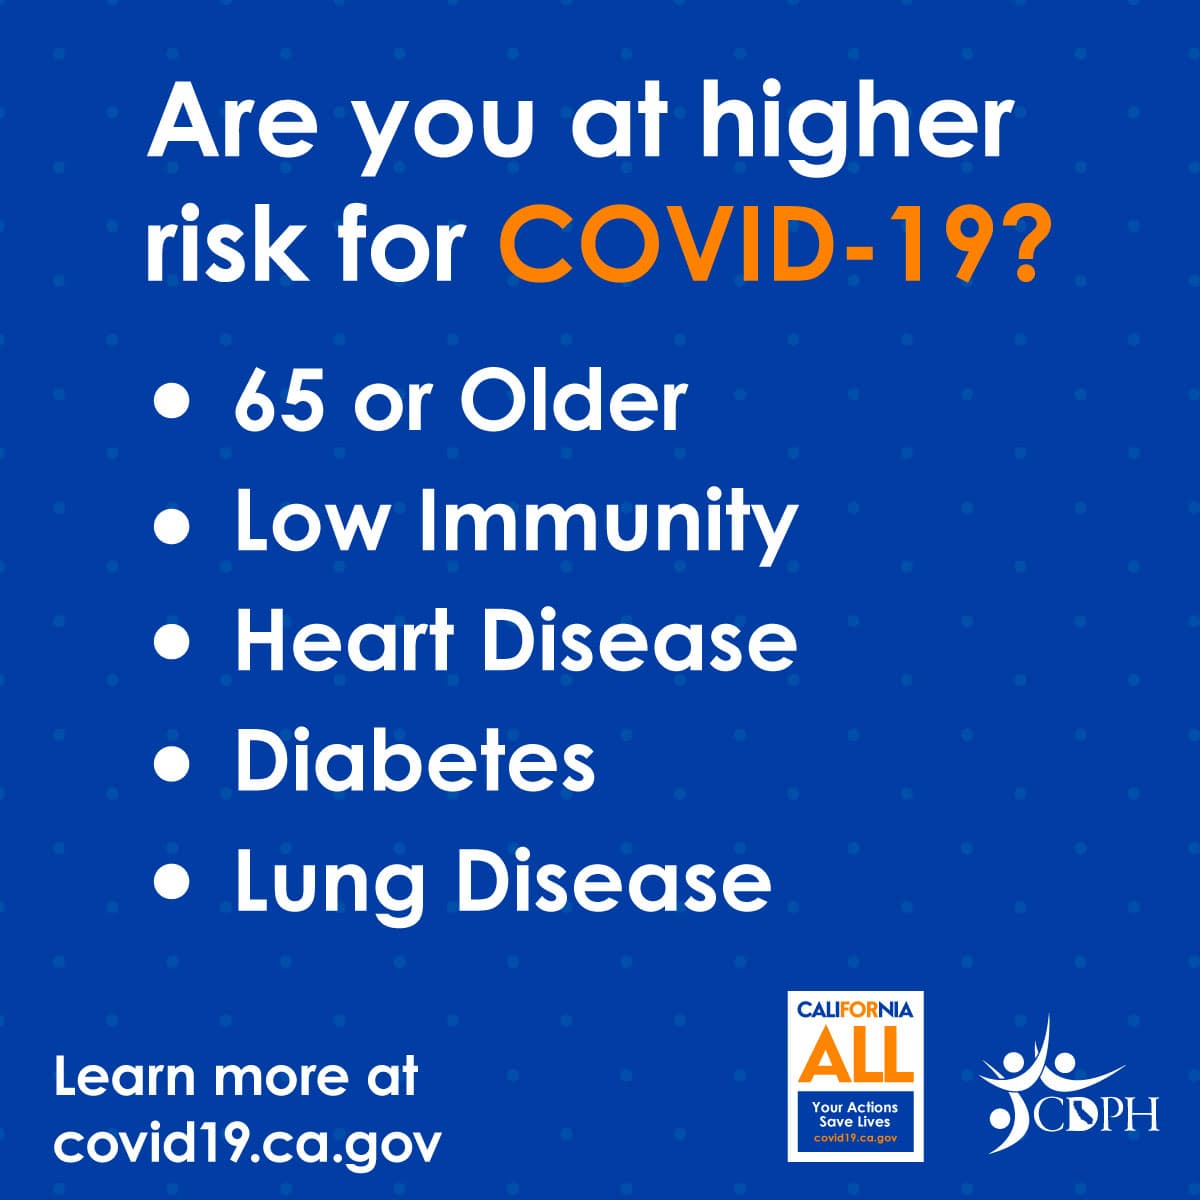 Are you at higher
risk for COVID-19?
• 65 or Older
• Low Immunity
• Heart Disease
• Diabetes
• Lung Disease
Learn more at
covid19.ca.gov
CALIFORNIA
ALL
Your Actions
Save Lives
covid19.ca.gov
CDPH